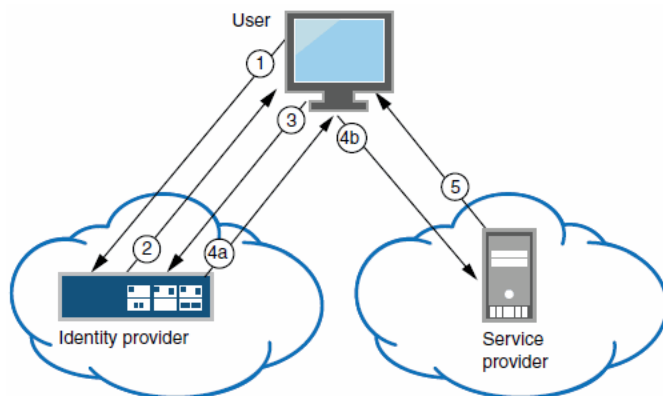 User
1
3
4b
5
2
4a
Identity provider
Service
provider